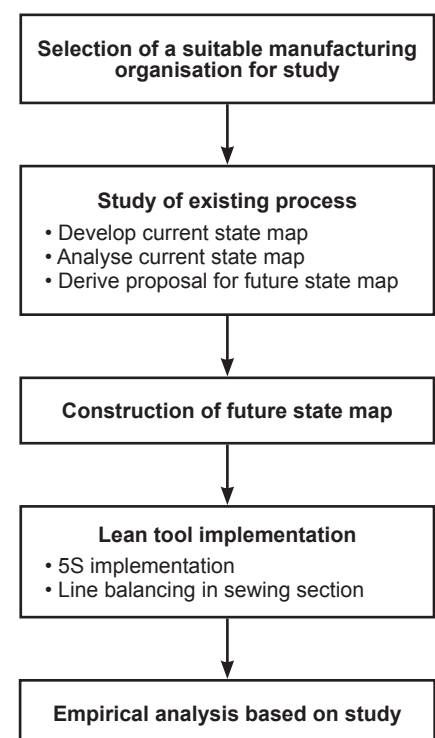 Selection of a suitable manufacturing
organisation for study
Study of existing process
• Develop current state map
• Analyse current state map
• Derive proposal for future state map
Construction of future state map
Lean tool implementation
• 5S implementation
• Line balancing in sewing section
Empirical analysis based on study